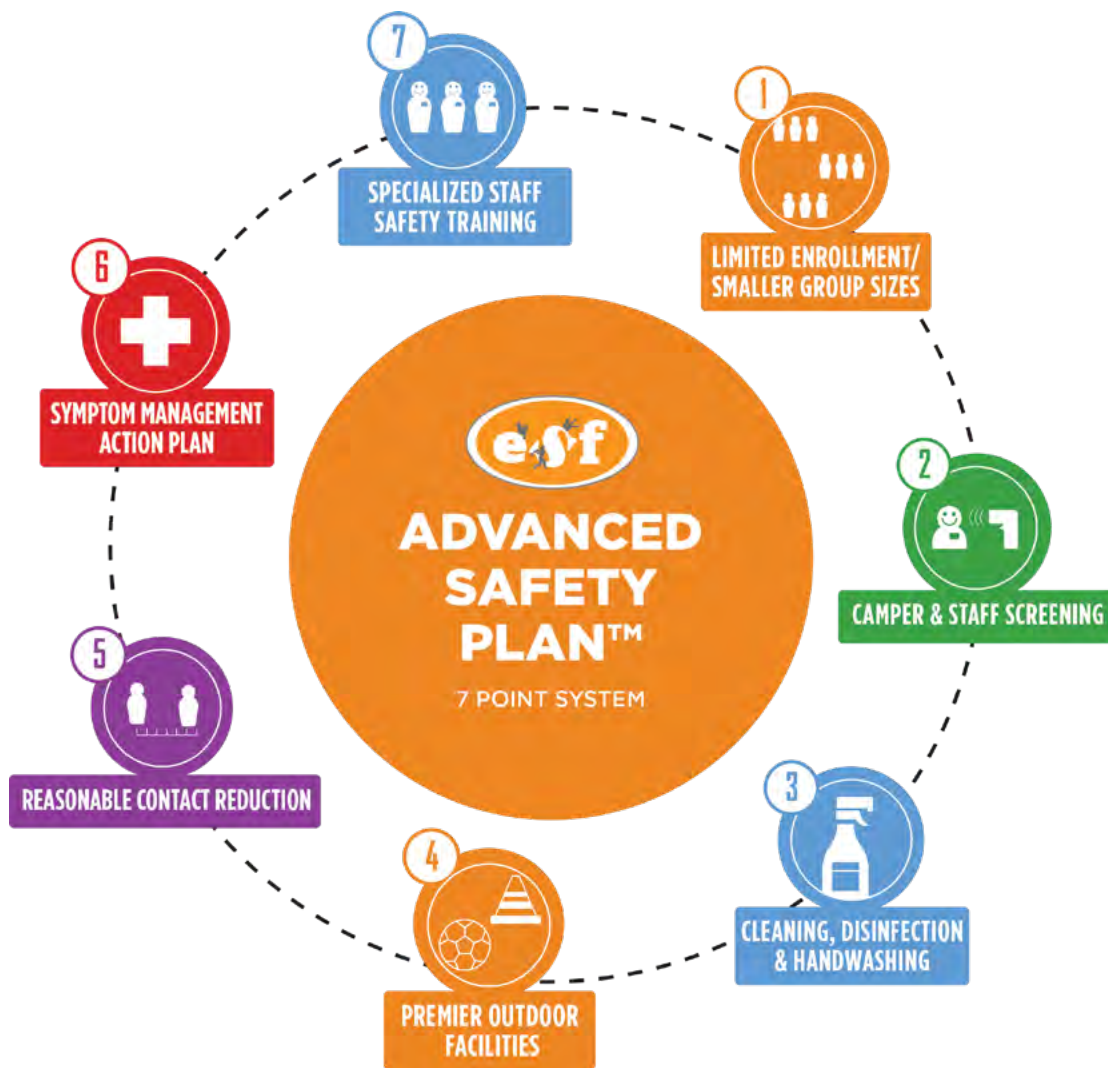 esf
ADVANCED
SAFETY
PLAN™
7 POINT SYSTEM
1
LIMITED ENROLLMENT/
SMALLER GROUP SIZES
2
CAMPER & STAFF SCREENING
3
CLEANING, DISINFECTION
& HANDWASHING
4
PREMIER OUTDOOR
FACILITIES
5
REASONABLE CONTACT REDUCTION
6
SYMPTOM MANAGEMENT
ACTION PLAN
7
SPECIALIZED STAFF
SAFETY TRAINING